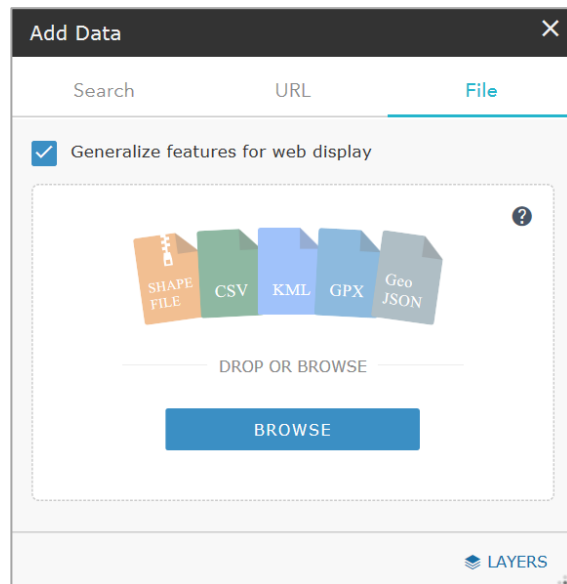 Add Data
Search URL File
Generalize features for web display
?
SHAPE
FILE
CSV
KML
GPX
Geo
JSON
DROP OR BROWSE
BROWSE
LAYERS